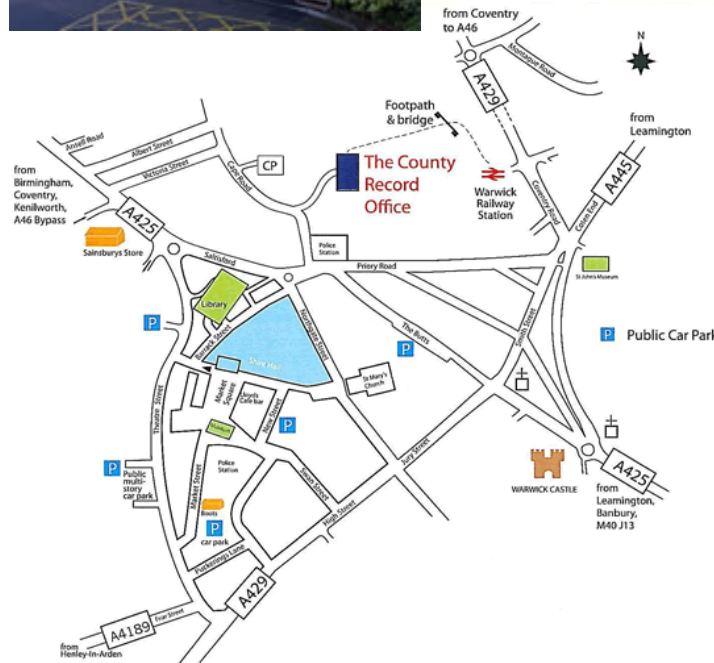 from Coventry
to A46
Montague Road
N
A429
Footpath
& bridge
from
Leamington
Ansell Road
Albert Street
Victoria Street
CP
Cape Road
The County
Record
Office
Warwick
Railway
Station
Coventry Road
A445
Coten End
from
Birmingham,
Coventry,
Kenilworth,
A46 Bypass
A425
Sainsburys Store
Saltisford
Police
Station
Priory Road
St John's Museum
Library
Barrack Street
Northgate Street
The Butts
Smith Street
P
P
P
Public Car Park
Shire Hall
St Mary's
Church
Theatre Street
Market
Square
Lloyds
Cafe bar
New Street
Museum
P
Jury Street
P
Public
multi-
story
car park
Police
Station
Market Street
Swan Street
WARWICK CASTLE
A425
from
Leamington,
Banbury,
M40 J13
Boots
P
car park
High Street
Puckerings Lane
A429
Friar Street
A4189
from
Henley-In-Arden